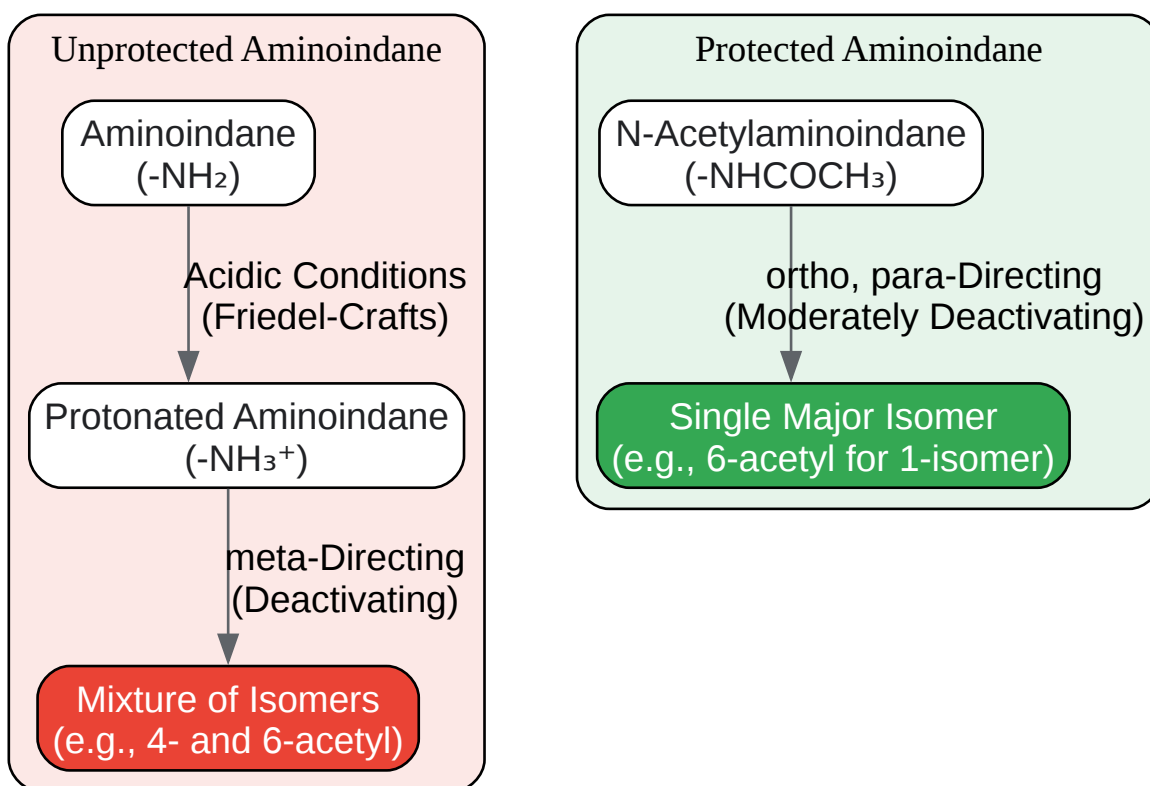 Unprotected Aminoindane
Aminoindane
(-NH₂)
Acidic Conditions
(Friedel-Crafts)
Protonated Aminoindane
(-NH₃⁺)
meta-Directing
(Deactivating)
Mixture of Isomers
(e.g., 4- and 6-acetyl)
Protected Aminoindane
N-Acetylaminoindane
(-NHCOCH₃)
ortho, para-Directing
(Moderately Deactivating)
Single Major Isomer
(e.g., 6-acetyl for 1-isomer)